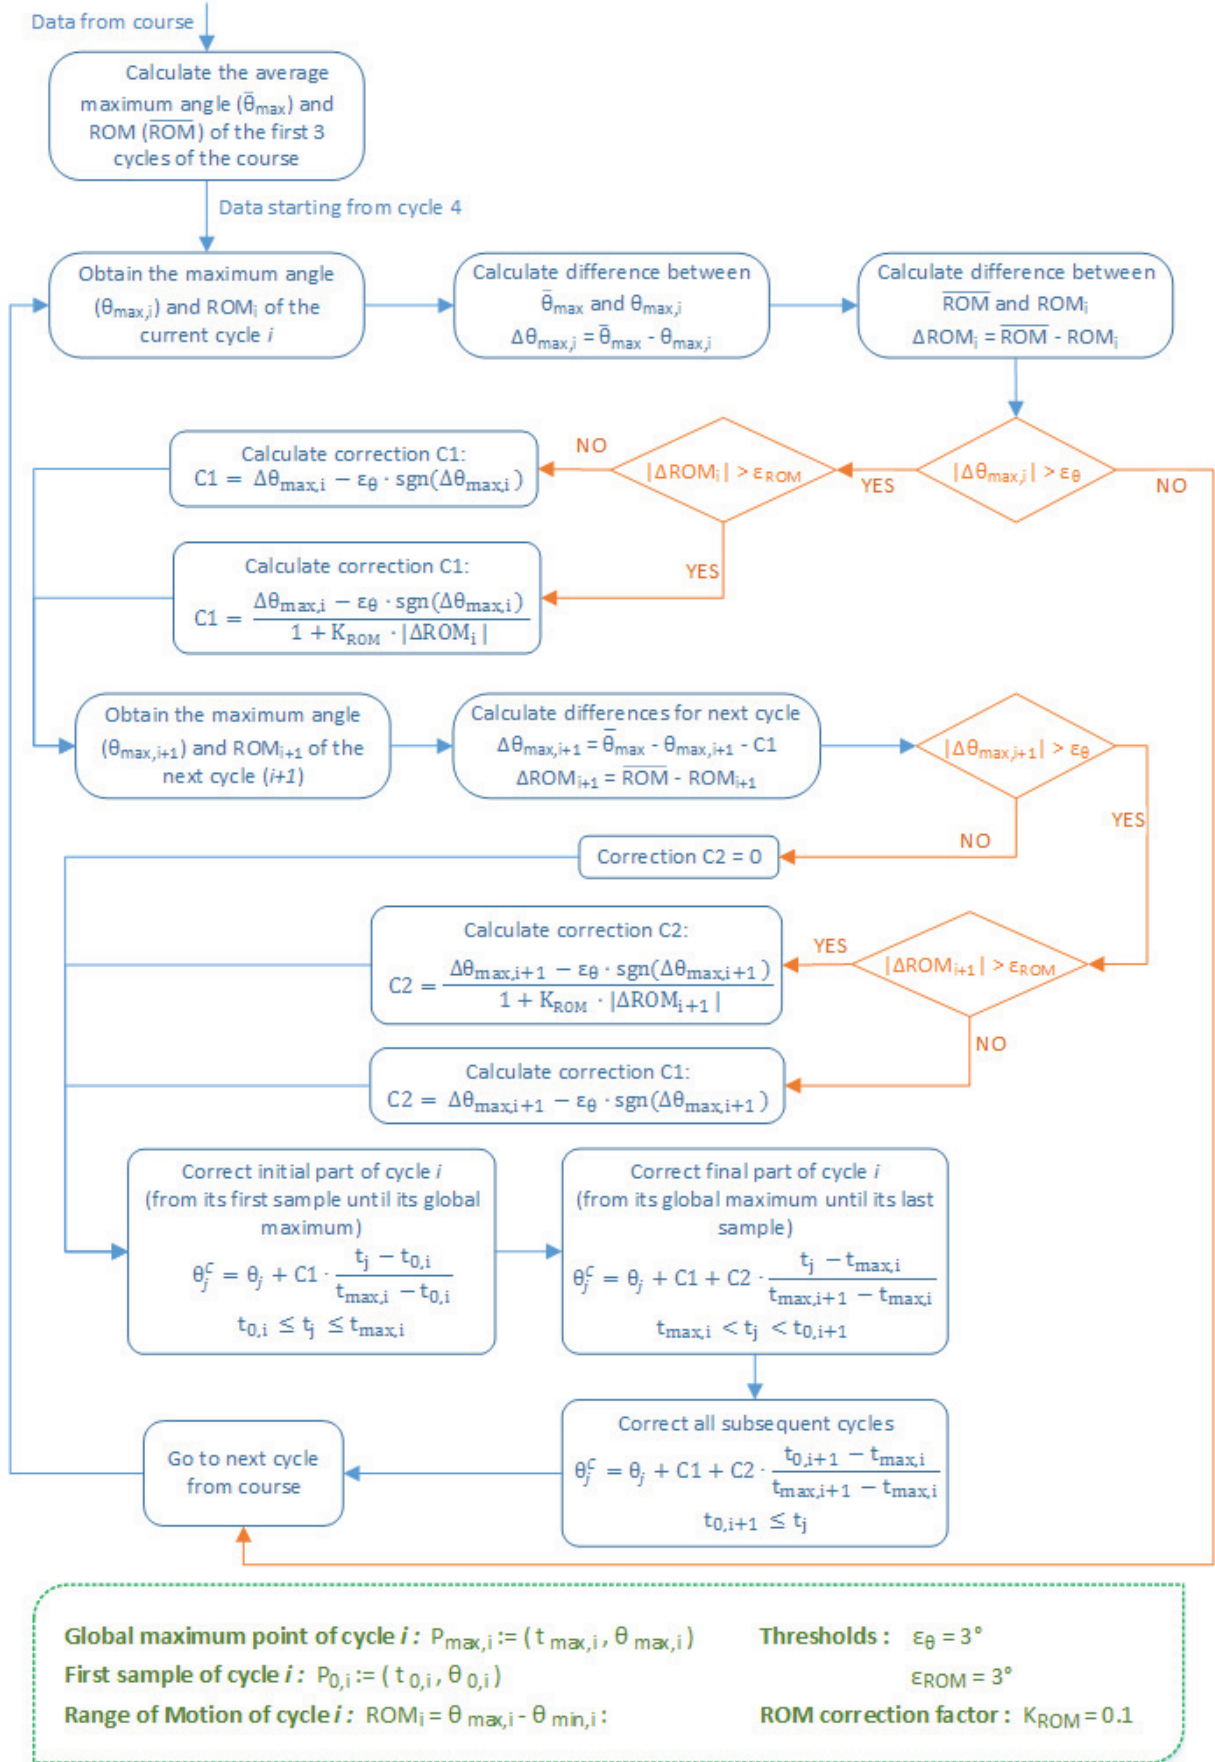 Data from course
Calculate the average
maximum angle (θ̄max) and
ROM (R̅O̅M̅) of the first 3
cycles of the course
Data starting from cycle 4
Obtain the maximum angle
(θmax,i) and ROMi of the
current cycle i
Calculate difference between
θ̄max and θmax,i
Δθmax,i = θ̄max - θmax,i
Calculate difference between
R̅O̅M̅ and ROMi
ΔROMi = R̅O̅M̅ - ROMi
|Δθmax,i| > εθ
YES
NO
|ΔROMi| > εROM
NO
YES
Calculate correction C1:
C1 = Δθmax,i − εθ · sgn(Δθmax,i)
Calculate correction C1:
C1 = (Δθmax,i − εθ · sgn(Δθmax,i)) / (1 + KROM · |ΔROMi|)
Obtain the maximum angle
(θmax,i+1) and ROMi+1 of the
next cycle (i+1)
Calculate differences for next cycle
Δθmax,i+1 = θ̄max - θmax,i+1 - C1
ΔROMi+1 = R̅O̅M̅ - ROMi+1
|Δθmax,i+1| > εθ
YES
NO
Correction C2 = 0
|ΔROMi+1| > εROM
YES
NO
Calculate correction C2:
C2 = (Δθmax,i+1 − εθ · sgn(Δθmax,i+1)) / (1 + KROM · |ΔROMi+1|)
Calculate correction C1:
C2 = Δθmax,i+1 − εθ · sgn(Δθmax,i+1)
Correct initial part of cycle i
(from its first sample until its global
maximum)
θjᶜ = θj + C1 · (tj − t0,i) / (tmax,i − t0,i)
t0,i ≤ tj ≤ tmax,i
Correct final part of cycle i
(from its global maximum until its last
sample)
θjᶜ = θj + C1 + C2 · (tj − tmax,i) / (tmax,i+1 − tmax,i)
tmax,i < tj < t0,i+1
Correct all subsequent cycles
θjᶜ = θj + C1 + C2 · (t0,i+1 − tmax,i) / (tmax,i+1 − tmax,i)
t0,i+1 ≤ tj
Go to next cycle
from course
Global maximum point of cycle i : Pmax,i := ( t max,i , θ max,i )
First sample of cycle i : P0,i := ( t 0,i , θ 0,i )
Range of Motion of cycle i : ROMi = θ max,i - θ min,i :
Thresholds : εθ = 3°
εROM = 3°
ROM correction factor : KROM = 0.1